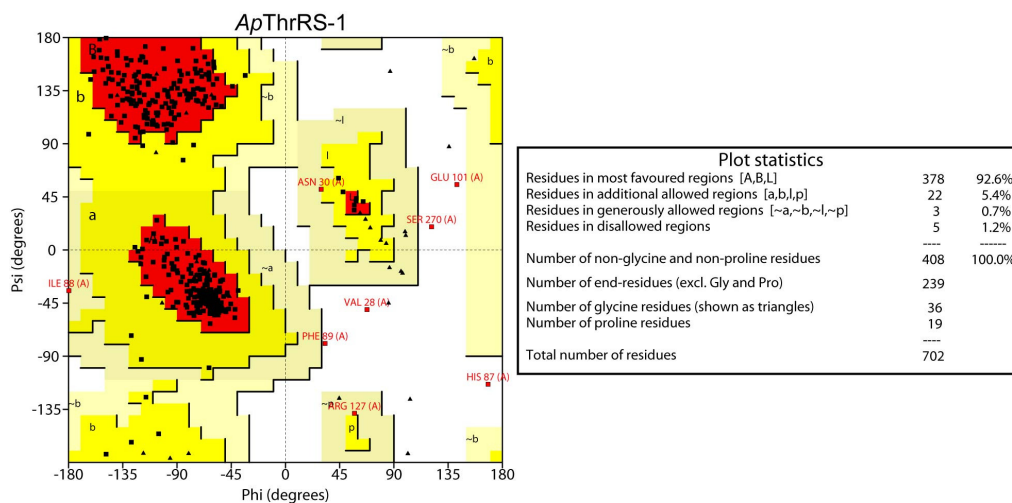 ApThrRS-1
Psi (degrees)
180
135
90
45
0
-45
-90
-135
-180
B
b
~b
~b
b
~l
l
ASN 30 (A)
GLU 101 (A)
SER 270 (A)
a
~a
ILE 88 (A)
VAL 28 (A)
PHE 89 (A)
HIS 87 (A)
ARG 127 (A)
~b
b
p
~b
-180 -135 -90 -45 0 45 90 135 180
Phi (degrees)
Plot statistics
Residues in most favoured regions [A,B,L] 378 92.6%
Residues in additional allowed regions [a,b,l,p] 22 5.4%
Residues in generously allowed regions [~a,~b,~l,~p] 3 0.7%
Residues in disallowed regions 5 1.2%
---- ------
Number of non-glycine and non-proline residues 408 100.0%
Number of end-residues (excl. Gly and Pro) 239
Number of glycine residues (shown as triangles) 36
Number of proline residues 19
----
Total number of residues 702